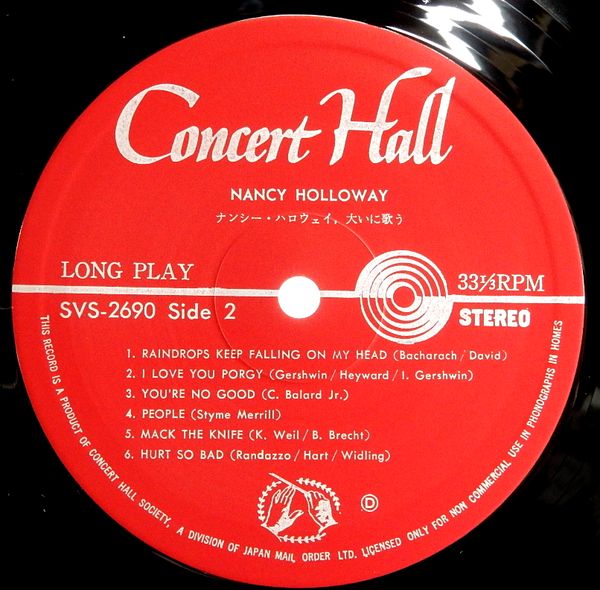 Concert Hall
NANCY HOLLOWAY
ナンシー・ハロウェイ，大いに歌う
LONG PLAY
33⅓RPM
SVS-2690 Side 2
STEREO
1. RAINDROPS KEEP FALLING ON MY HEAD (Bacharach / David)
2. I LOVE YOU PORGY (Gershwin / Heyward / I. Gershwin)
3. YOU'RE NO GOOD (C. Balard Jr.)
4. PEOPLE (Styme Merrill)
5. MACK THE KNIFE (K. Weil / B. Brecht)
6. HURT SO BAD (Randazzo / Hart / Widling)
Ⓓ
THIS RECORD IS A PRODUCT OF CONCERT HALL SOCIETY, A DIVISION OF JAPAN MAIL ORDER LTD. LICENSED ONLY FOR NON COMMERCIAL USE IN PHONOGRAPHS IN HOMES